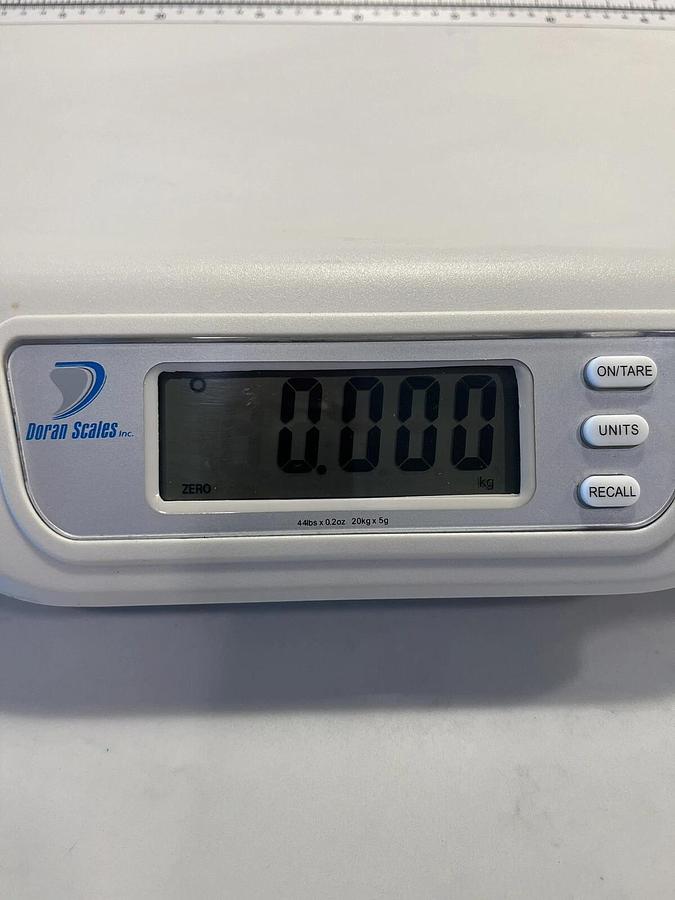 Doran Scales Inc.
0.000
ZERO
kg
44lbs x 0.2oz 20kg x 5g
ON/TARE
UNITS
RECALL